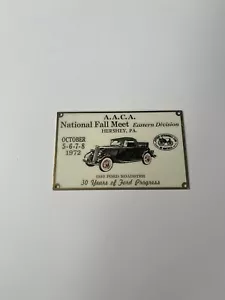 A.A.C.A.
National Fall Meet Eastern Division
HERSHEY, PA.
OCTOBER
5-6-7-8
1972
FORD ROADSTER
30 Years of Ford Progress